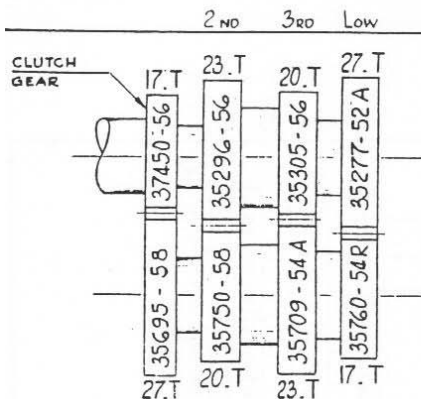 2ND 3RD LOW
CLUTCH
GEAR
17.T 23.T 20.T 27.T
37450-56
35296-56
35305-56
35277-52A
35695-58
35750-58
35709-54A
35760-54R
27.T 20.T 23.T 17.T